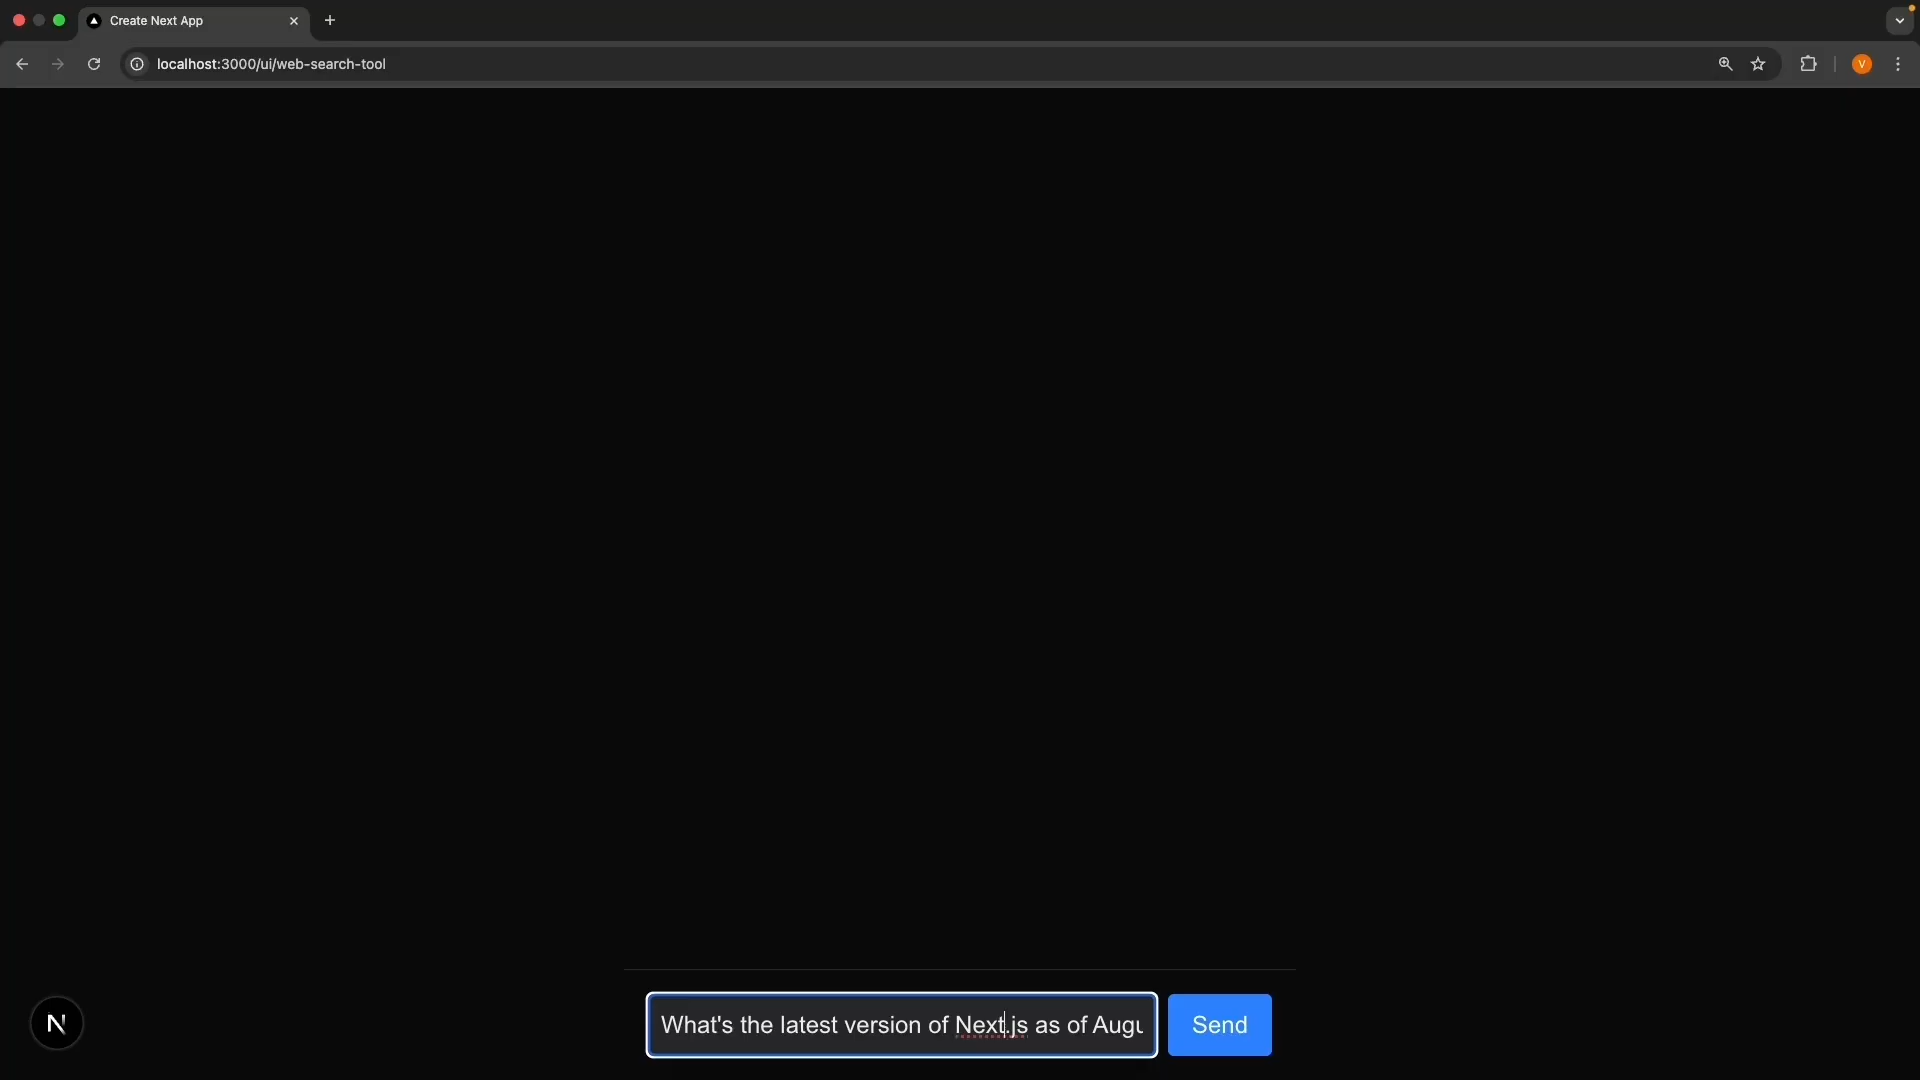 Create Next App
localhost:3000/ui/web-search-tool
V
N
What's the latest version of Next.js as of Augu
Send